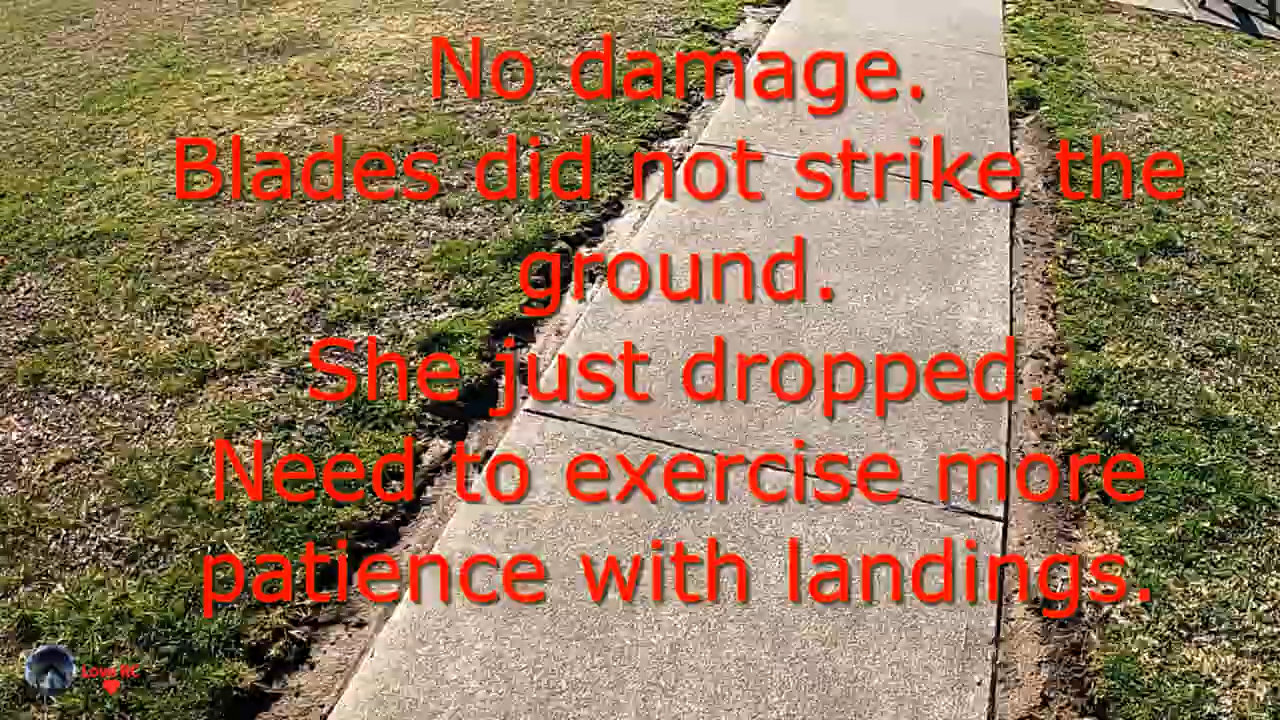 No damage.
Blades did not strike the
ground.
She just dropped.
Need to exercise more
patience with landings.
Love RC